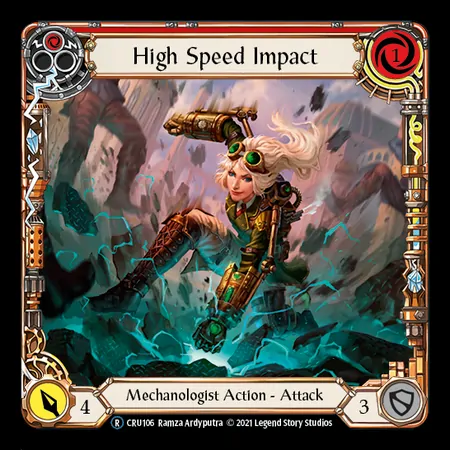 High Speed Impact
1
Mechanologist Action - Attack
4
3
R CRU106 Ramza Ardyputra © 2021 Legend Story Studios